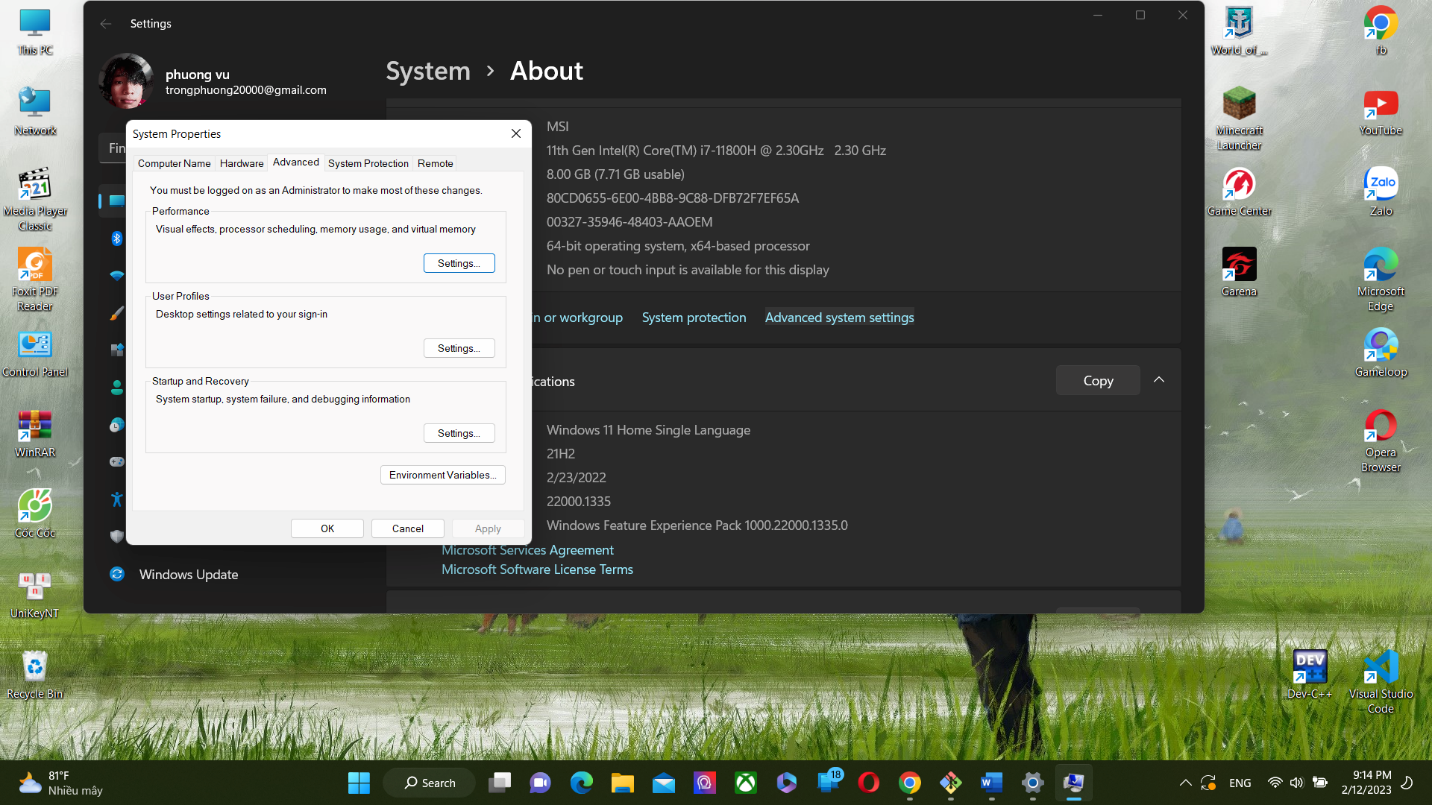 This PC
Network
Media Player
Classic
Foxit PDF
Reader
Control Panel
WinRAR
Cốc Cốc
UniKeyNT
Recycle Bin
Settings
phuong vu
trongphuong20000@gmail.com
Fin
Windows Update
System > About
MSI
11th Gen Intel(R) Core(TM) i7-11800H @ 2.30GHz 2.30 GHz
8.00 GB (7.71 GB usable)
80CD0655-6E00-4BB8-9C88-DFB72F7EF65A
00327-35946-48403-AAOEM
64-bit operating system, x64-based processor
No pen or touch input is available for this display
in or workgroup System protection Advanced system settings
ications
Copy
Windows 11 Home Single Language
21H2
2/23/2022
22000.1335
Windows Feature Experience Pack 1000.22000.1335.0
Microsoft Services Agreement
Microsoft Software License Terms
System Properties
Computer Name Hardware Advanced System Protection Remote
You must be logged on as an Administrator to make most of these changes.
Performance
Visual effects, processor scheduling, memory usage, and virtual memory
Settings...
User Profiles
Desktop settings related to your sign-in
Settings...
Startup and Recovery
System startup, system failure, and debugging information
Settings...
Environment Variables...
OK Cancel Apply
World_of_...
Minecraft
Launcher
Game Center
Garena
fb
YouTube
Zalo
Zalo
Microsoft
Edge
Gameloop
Opera
Browser
DEV
Dev-C++
Visual Studio
Code
81°F
Nhiều mây
Search
18
ENG
9:14 PM
2/12/2023